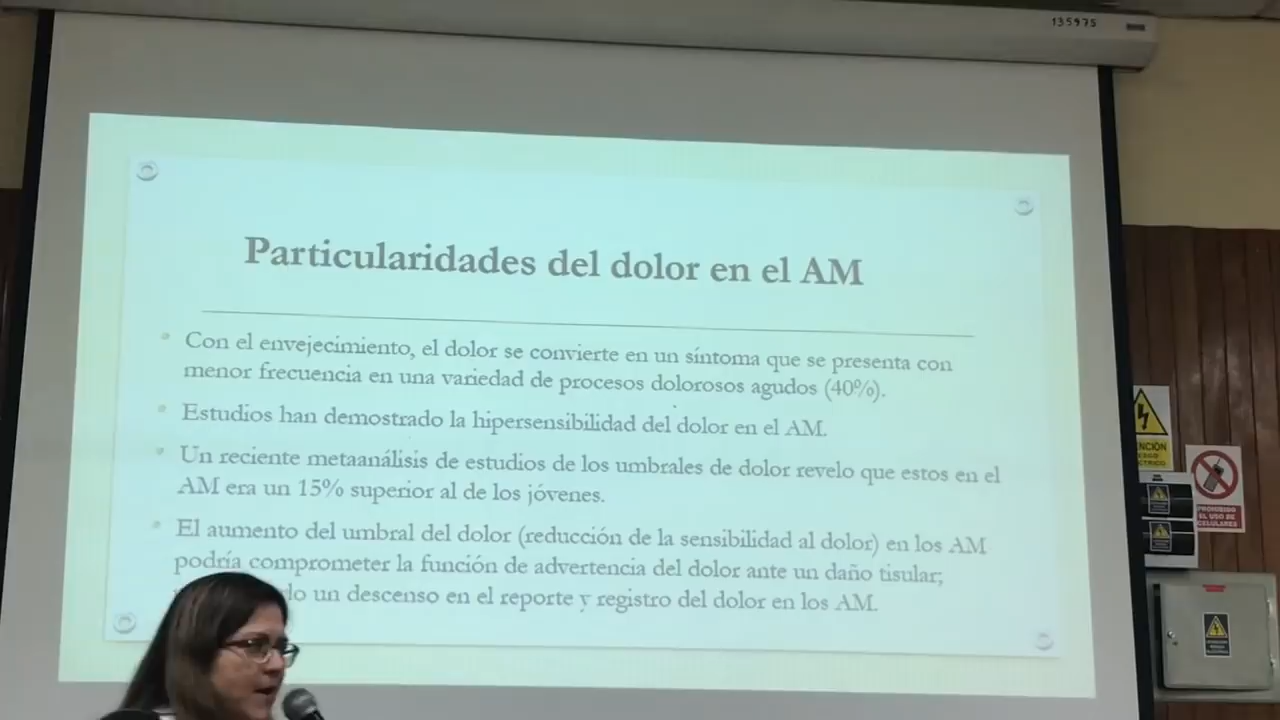 135975
Particularidades del dolor en el AM
Con el envejecimiento, el dolor se convierte en un síntoma que se presenta con
menor frecuencia en una variedad de procesos dolorosos agudos (40%).
Estudios han demostrado la hipersensibilidad del dolor en el AM.
Un reciente metaanálisis de estudios de los umbrales de dolor revelo que estos en el
AM era un 15% superior al de los jóvenes.
El aumento del umbral del dolor (reducción de la sensibilidad al dolor) en los AM
podría comprometer la función de advertencia del dolor ante un daño tisular;
un descenso en el reporte y registro del dolor en los AM.
PROHIBIDO
EL USO DE
CELULARES